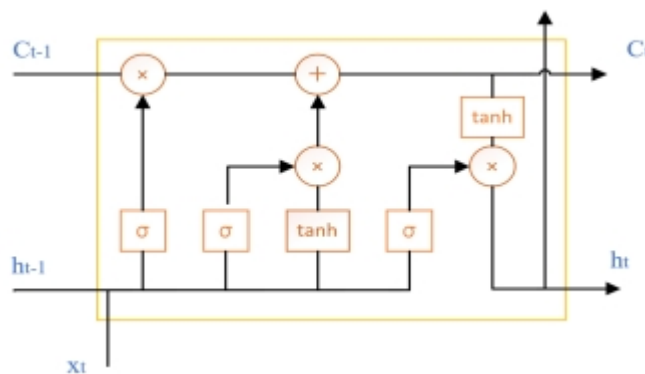 Ct-1
×
+
C
tanh
×
×
σ
σ
tanh
σ
ht-1
ht
xt